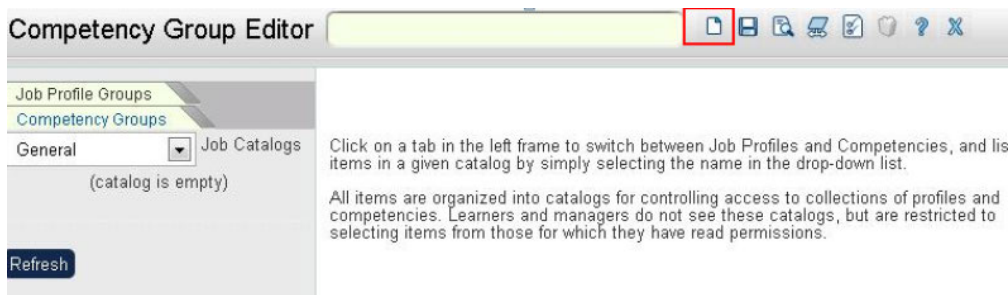 Competency Group Editor
Job Profile Groups
Competency Groups
General Job Catalogs
(catalog is empty)
Refresh
Click on a tab in the left frame to switch between Job Profiles and Competencies, and lis
items in a given catalog by simply selecting the name in the drop-down list.
All items are organized into catalogs for controlling access to collections of profiles and
competencies. Learners and managers do not see these catalogs, but are restricted to
selecting items from those for which they have read permissions.